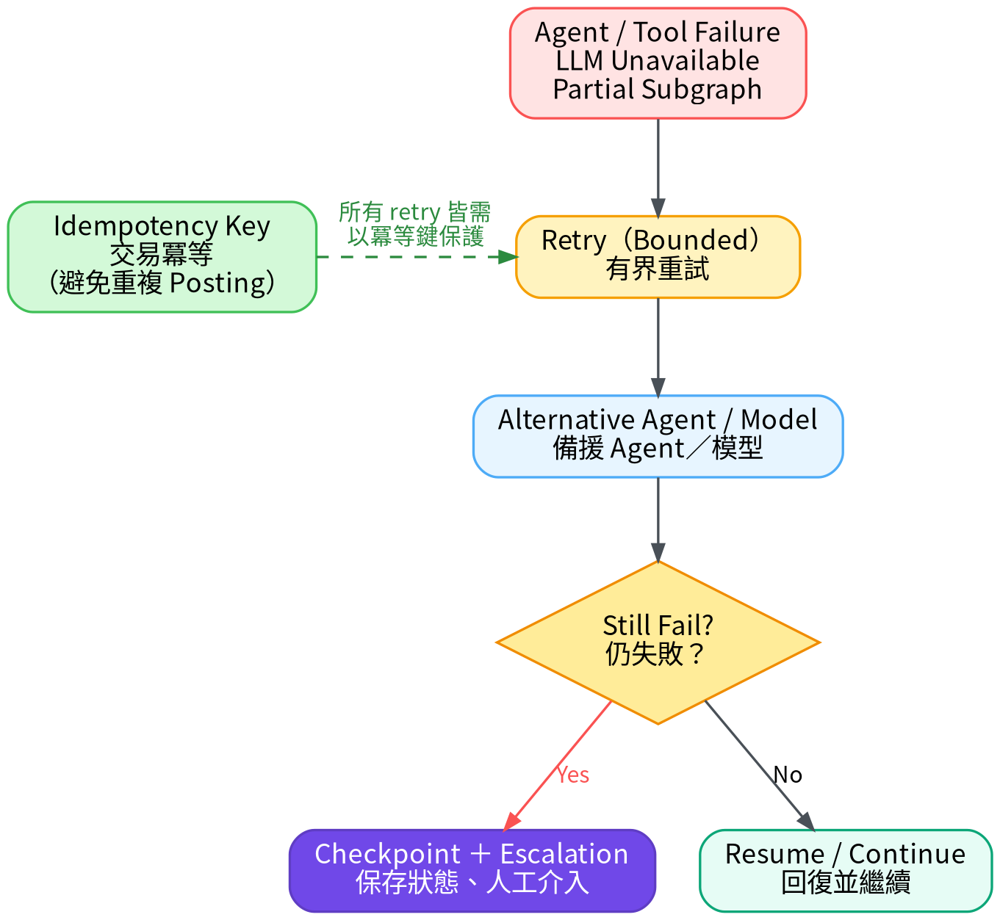 Agent / Tool Failure
LLM Unavailable
Partial Subgraph
Idempotency Key
交易冪等
（避免重複 Posting）
所有 retry 皆需
以冪等鍵保護
Retry（Bounded）
有界重試
Alternative Agent / Model
備援 Agent／模型
Still Fail?
仍失敗？
Yes
No
Checkpoint ＋ Escalation
保存狀態、人工介入
Resume / Continue
回復並繼續